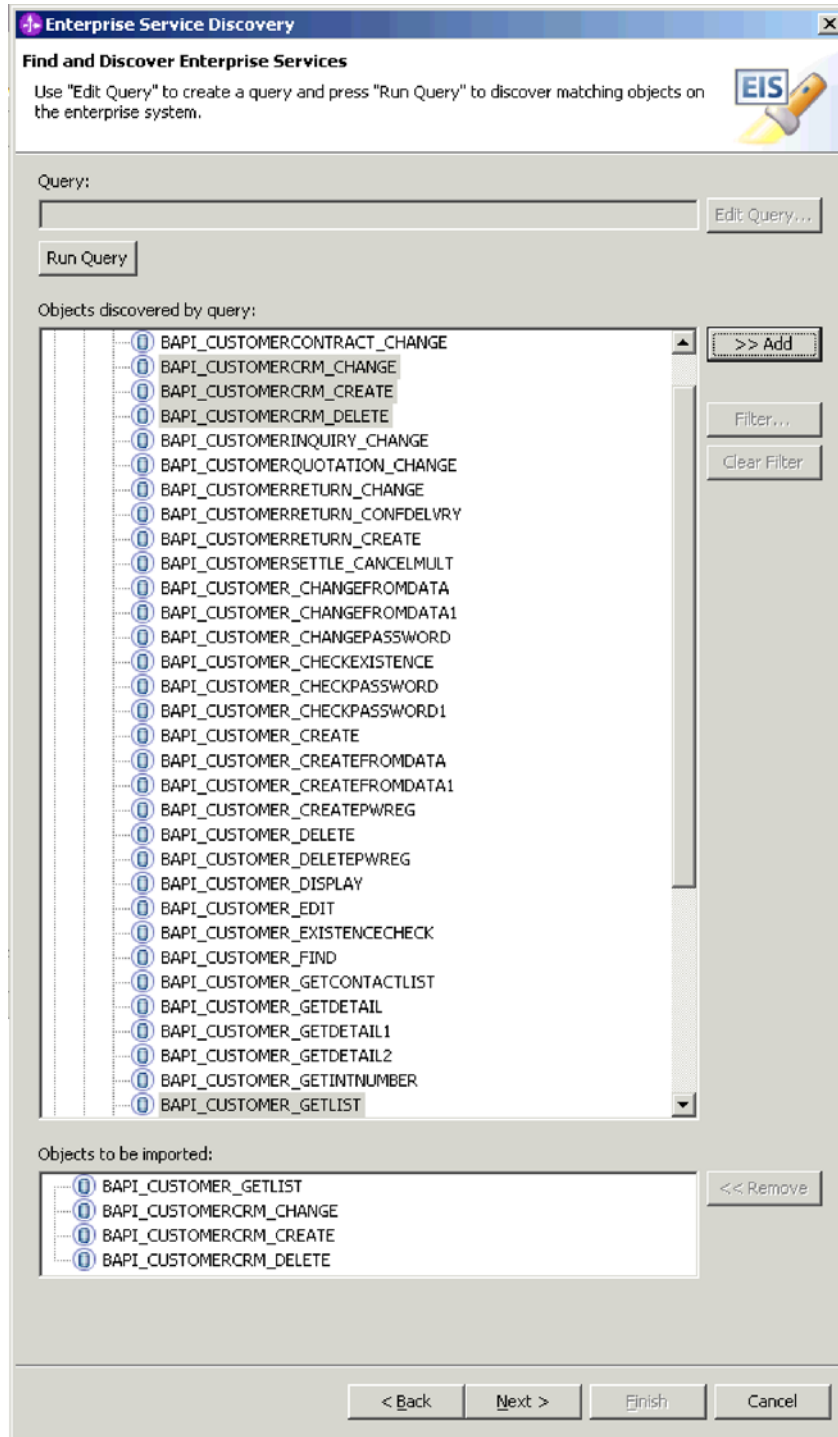 Enterprise Service Discovery
Find and Discover Enterprise Services
Use "Edit Query" to create a query and press "Run Query" to discover matching objects on
the enterprise system.
EIS
Query:
Edit Query...
Run Query
Objects discovered by query:
BAPI_CUSTOMERCONTRACT_CHANGE
>> Add
BAPI_CUSTOMERCRM_CHANGE
BAPI_CUSTOMERCRM_CREATE
BAPI_CUSTOMERCRM_DELETE
Filter...
BAPI_CUSTOMERINQUIRY_CHANGE
BAPI_CUSTOMERQUOTATION_CHANGE
Clear Filter
BAPI_CUSTOMERRETURN_CHANGE
BAPI_CUSTOMERRETURN_CONFDELVRY
BAPI_CUSTOMERRETURN_CREATE
BAPI_CUSTOMERSETTLE_CANCELMULT
BAPI_CUSTOMER_CHANGEFROMDATA
BAPI_CUSTOMER_CHANGEFROMDATA1
BAPI_CUSTOMER_CHANGEPASSWORD
BAPI_CUSTOMER_CHECKEXISTENCE
BAPI_CUSTOMER_CHECKPASSWORD
BAPI_CUSTOMER_CHECKPASSWORD1
BAPI_CUSTOMER_CREATE
BAPI_CUSTOMER_CREATEFROMDATA
BAPI_CUSTOMER_CREATEFROMDATA1
BAPI_CUSTOMER_CREATEPWREG
BAPI_CUSTOMER_DELETE
BAPI_CUSTOMER_DELETEPWREG
BAPI_CUSTOMER_DISPLAY
BAPI_CUSTOMER_EDIT
BAPI_CUSTOMER_EXISTENCECHECK
BAPI_CUSTOMER_FIND
BAPI_CUSTOMER_GETCONTACTLIST
BAPI_CUSTOMER_GETDETAIL
BAPI_CUSTOMER_GETDETAIL1
BAPI_CUSTOMER_GETDETAIL2
BAPI_CUSTOMER_GETINTNUMBER
BAPI_CUSTOMER_GETLIST
Objects to be imported:
BAPI_CUSTOMER_GETLIST
<< Remove
BAPI_CUSTOMERCRM_CHANGE
BAPI_CUSTOMERCRM_CREATE
BAPI_CUSTOMERCRM_DELETE
< Back
Next >
Finish
Cancel